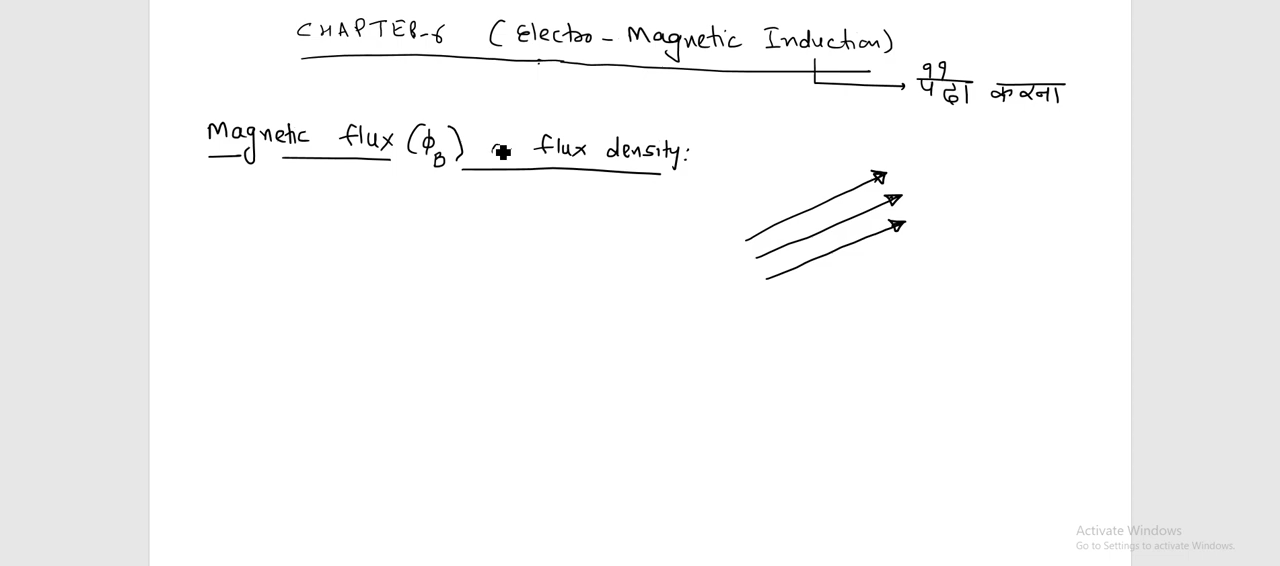 CHAPTER-6 (Electro-Magnetic Induction)
पैदा करना
Magnetic flux (ϕB) flux density:
Activate Windows
Go to Settings to activate Windows.